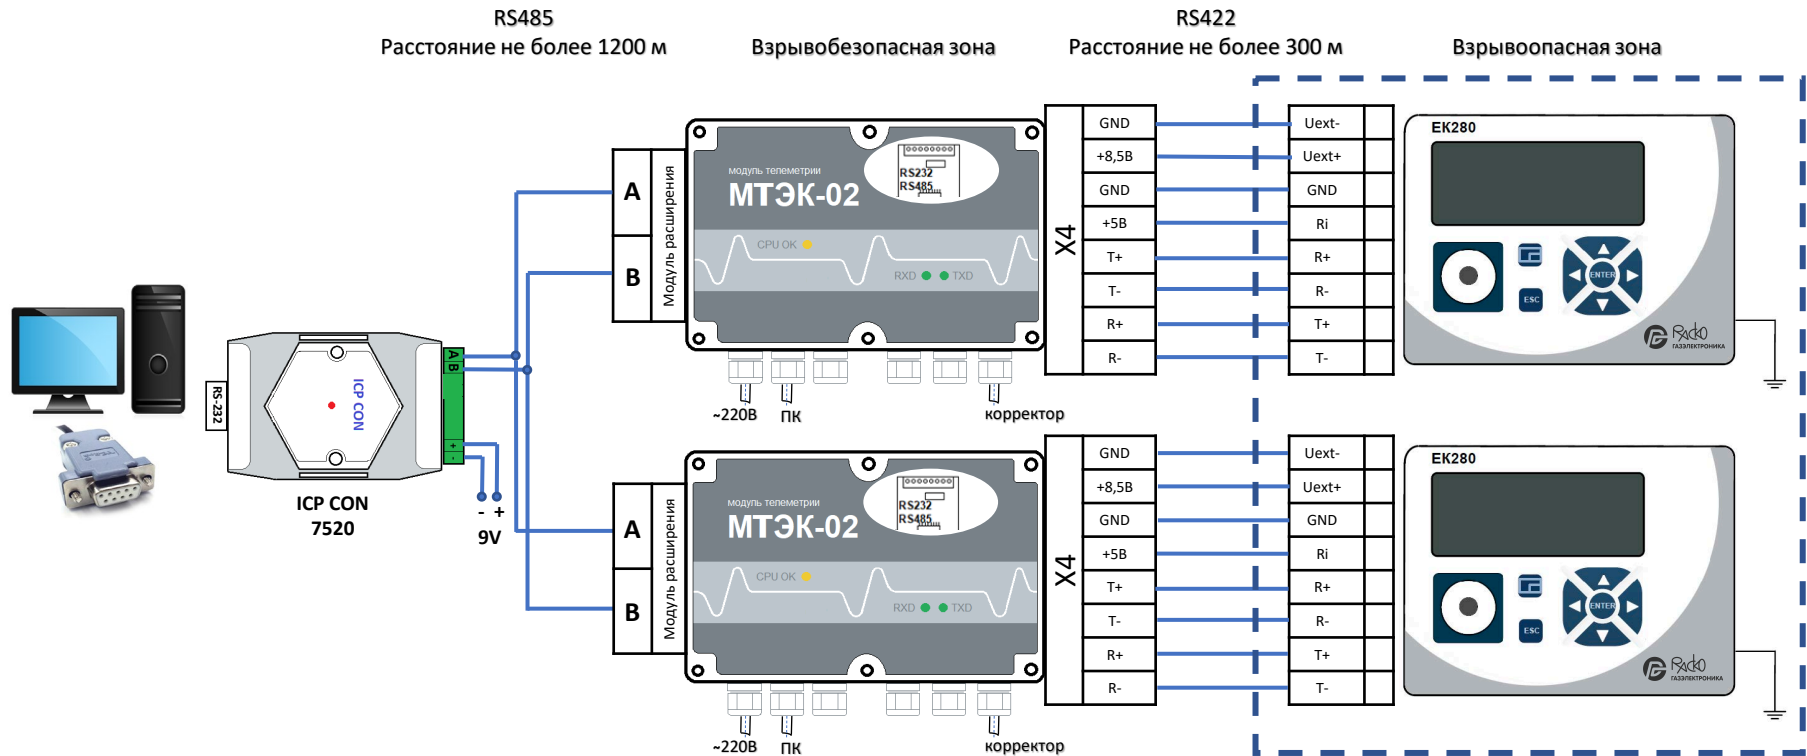 RS485
Расстояние не более 1200 м
Взрывобезопасная зона
RS422
Расстояние не более 300 м
Взрывоопасная зона
A
B
Модуль расширения
модуль телеметрии
МТЭК-02
RS232
RS485
CPU OK
RXD
TXD
~220В
ПК
корректор
X4
GND
+8,5В
GND
+5В
T+
T-
R+
R-
Uext-
Uext+
GND
Ri
R+
R-
T+
T-
EK280
ENTER
ESC
РАСКО
ГАЗЭЛЕКТРОНИКА
RS-232
ICP CON
A
B
+
-
ICP CON
7520
- +
9V
A
B
Модуль расширения
модуль телеметрии
МТЭК-02
RS232
RS485
CPU OK
RXD
TXD
~220В
ПК
корректор
X4
GND
+8,5В
GND
+5В
T+
T-
R+
R-
Uext-
Uext+
GND
Ri
R+
R-
T+
T-
EK280
ENTER
ESC
РАСКО
ГАЗЭЛЕКТРОНИКА